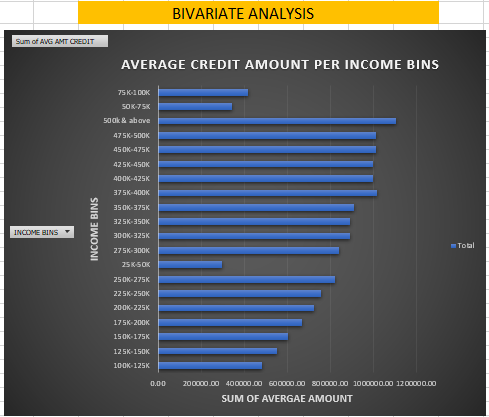 BIVARIATE ANALYSIS
Sum of AVG AMT CREDIT
AVERAGE CREDIT AMOUNT PER INCOME BINS
75K-100K
50K-75K
500k & above
475K-500K
450K-475K
425K-450K
400K-425K
375K-400K
350K-375K
325K-350K
300K-325K
275K-300K
25K-50K
250K-275K
225K-250K
200K-225K
175K-200K
150K-175K
125K-150K
100K-125K
INCOME BINS
INCOME BINS
Total
0.00 200000.00 400000.00 600000.00 800000.00 1000000.00 1200000.00
SUM OF AVERGAE AMOUNT